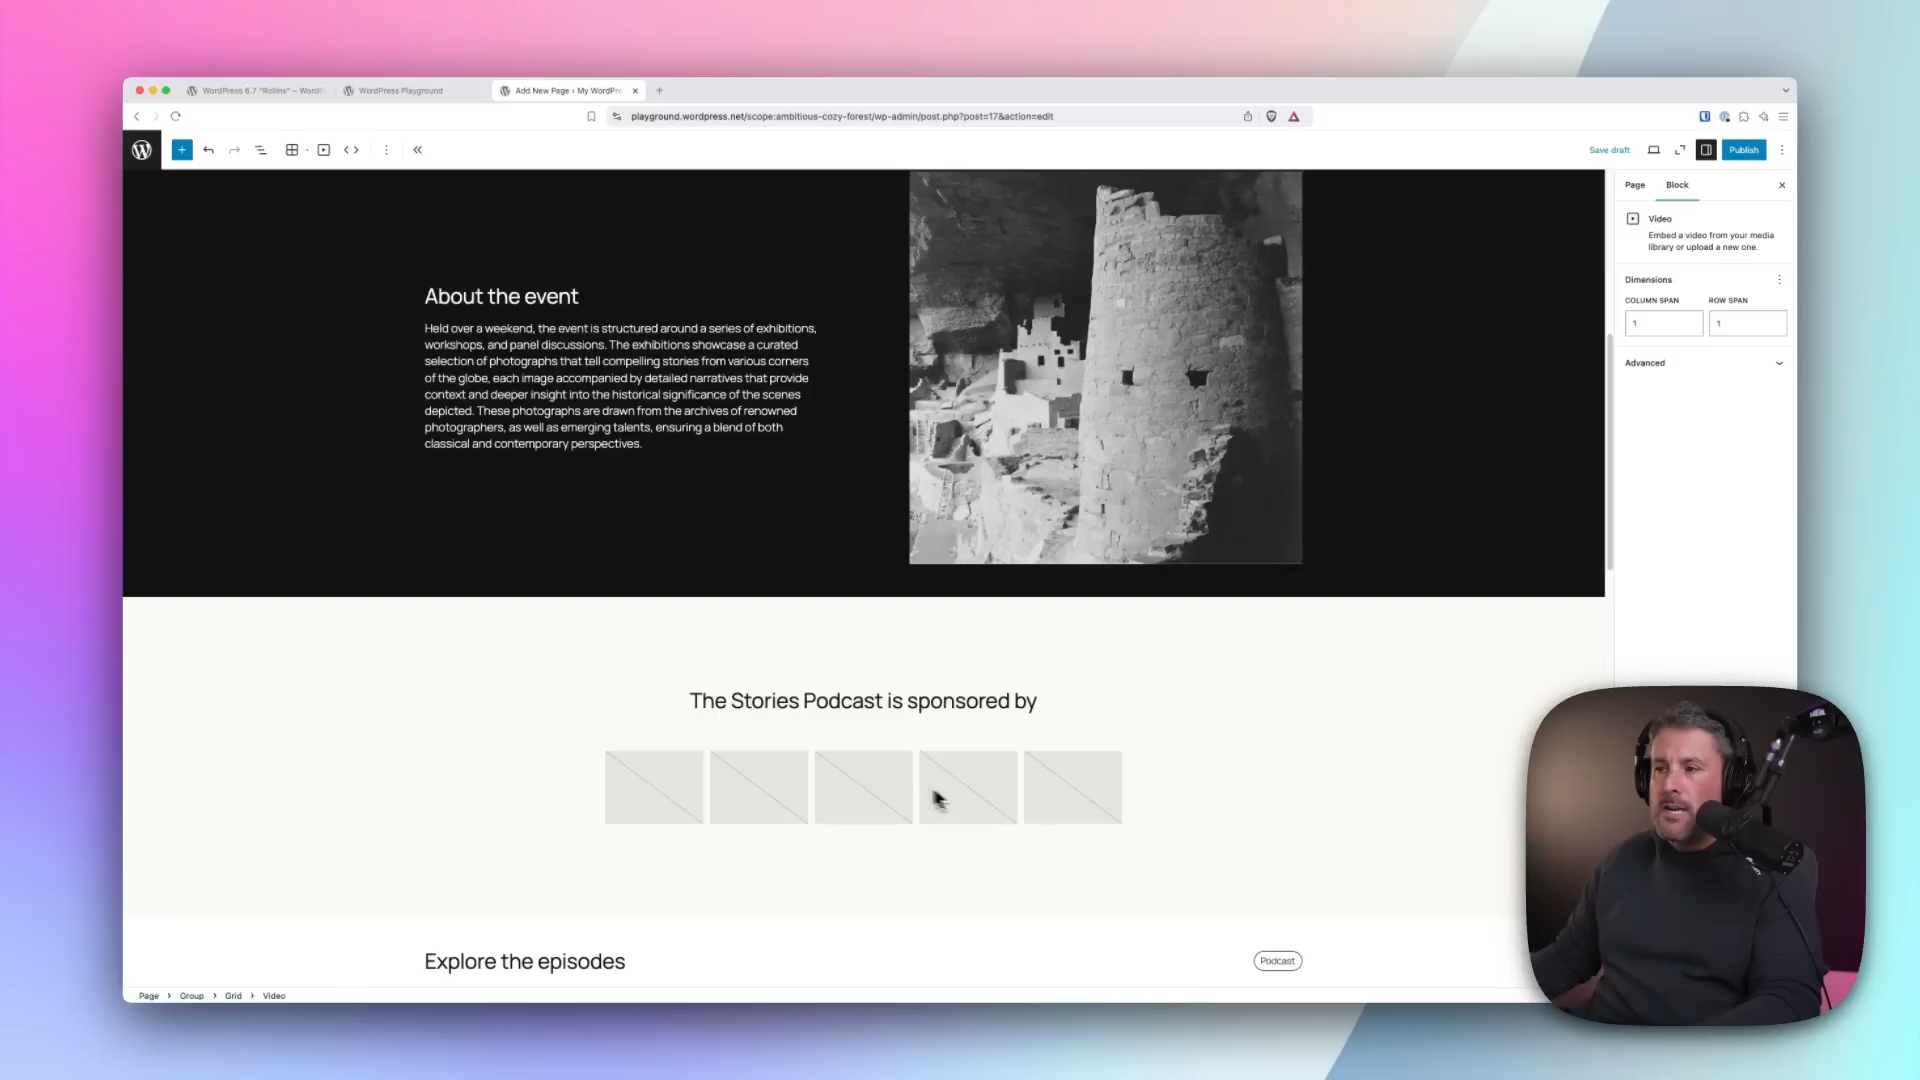 WordPress 6.7 "Rollins" – WordP
WordPress Playground
Add New Page ‹ My WordPre
playground.wordpress.net/scope:ambitious-cozy-forest/wp-admin/post.php?post=17&action=edit
Save draft
Publish
Page
Block
Video
Embed a video from your media
library or upload a new one.
Dimensions
COLUMN SPAN
ROW SPAN
1
1
Advanced
About the event
Held over a weekend, the event is structured around a series of exhibitions,
workshops, and panel discussions. The exhibitions showcase a curated
selection of photographs that tell compelling stories from various corners
of the globe, each image accompanied by detailed narratives that provide
context and deeper insight into the historical significance of the scenes
depicted. These photographs are drawn from the archives of renowned
photographers, as well as emerging talents, ensuring a blend of both
classical and contemporary perspectives.
The Stories Podcast is sponsored by
Explore the episodes
Podcast
Page > Group > Grid > Video